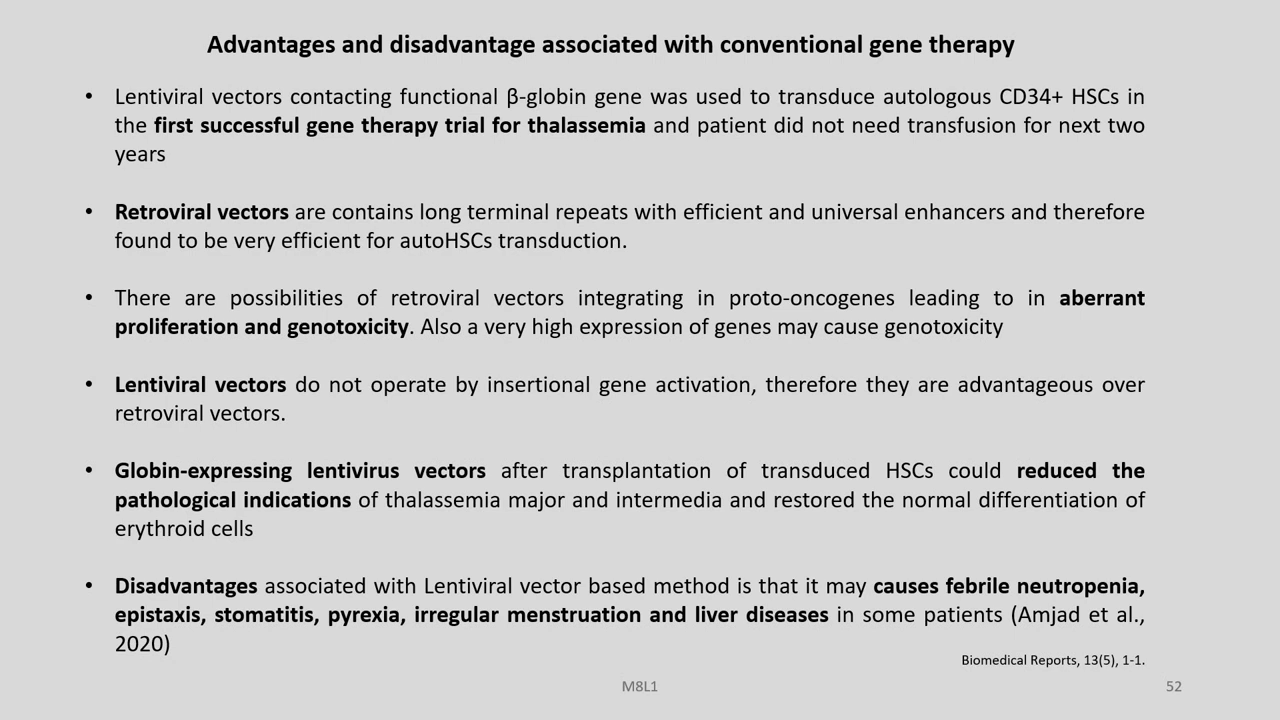 Advantages and disadvantage associated with conventional gene therapy
• Lentiviral vectors contacting functional β-globin gene was used to transduce autologous CD34+ HSCs in
the first successful gene therapy trial for thalassemia and patient did not need transfusion for next two
years
• Retroviral vectors are contains long terminal repeats with efficient and universal enhancers and therefore
found to be very efficient for autoHSCs transduction.
• There are possibilities of retroviral vectors integrating in proto-oncogenes leading to in aberrant
proliferation and genotoxicity. Also a very high expression of genes may cause genotoxicity
• Lentiviral vectors do not operate by insertional gene activation, therefore they are advantageous over
retroviral vectors.
• Globin-expressing lentivirus vectors after transplantation of transduced HSCs could reduced the
pathological indications of thalassemia major and intermedia and restored the normal differentiation of
erythroid cells
• Disadvantages associated with Lentiviral vector based method is that it may causes febrile neutropenia,
epistaxis, stomatitis, pyrexia, irregular menstruation and liver diseases in some patients (Amjad et al.,
2020)
Biomedical Reports, 13(5), 1-1.
M8L1
52